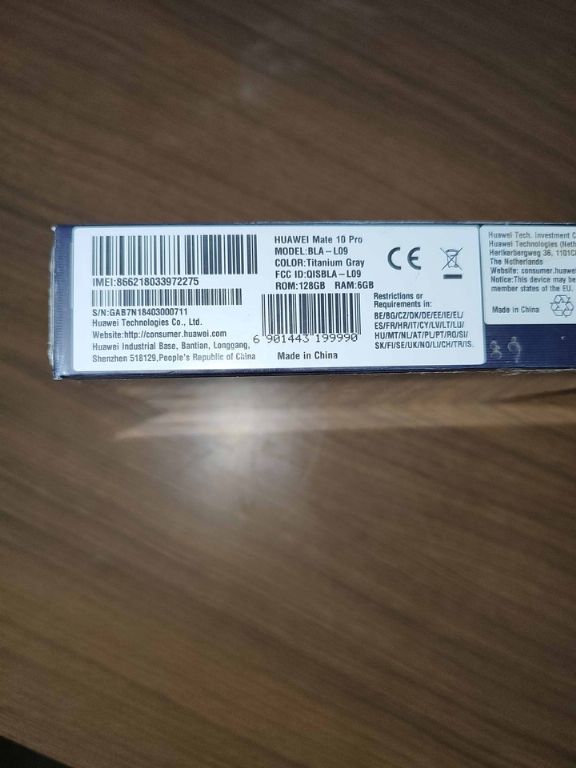 IMEI:866218033972275
S/N:GAB7N18403000711
Huawei Technologies Co., Ltd.
Website:http://consumer.huawei.com
Huawei Industrial Base, Bantian, Longgang,
Shenzhen 518129,People's Republic of China
HUAWEI Mate 10 Pro
MODEL:BLA-L09
COLOR:Titanium Gray
FCC ID:QISBLA-L09
ROM:128GB RAM:6GB
6 901443 199990
Made in China
CE
Restrictions or
Requirements in:
BE/BG/CZ/DK/DE/EE/IE/EL/
ES/FR/HR/IT/CY/LV/LT/LU/
HU/MT/NL/AT/PL/PT/RO/SI/
SK/FI/SE/UK/NO/LI/CH/TR/IS.
Huawei Tech. Investment
Huawei Technologies
Herikerbergweg 36,
The Netherlands
Website: consumer.huawei
Notice:This device may be
member states of the EU.
Made in China